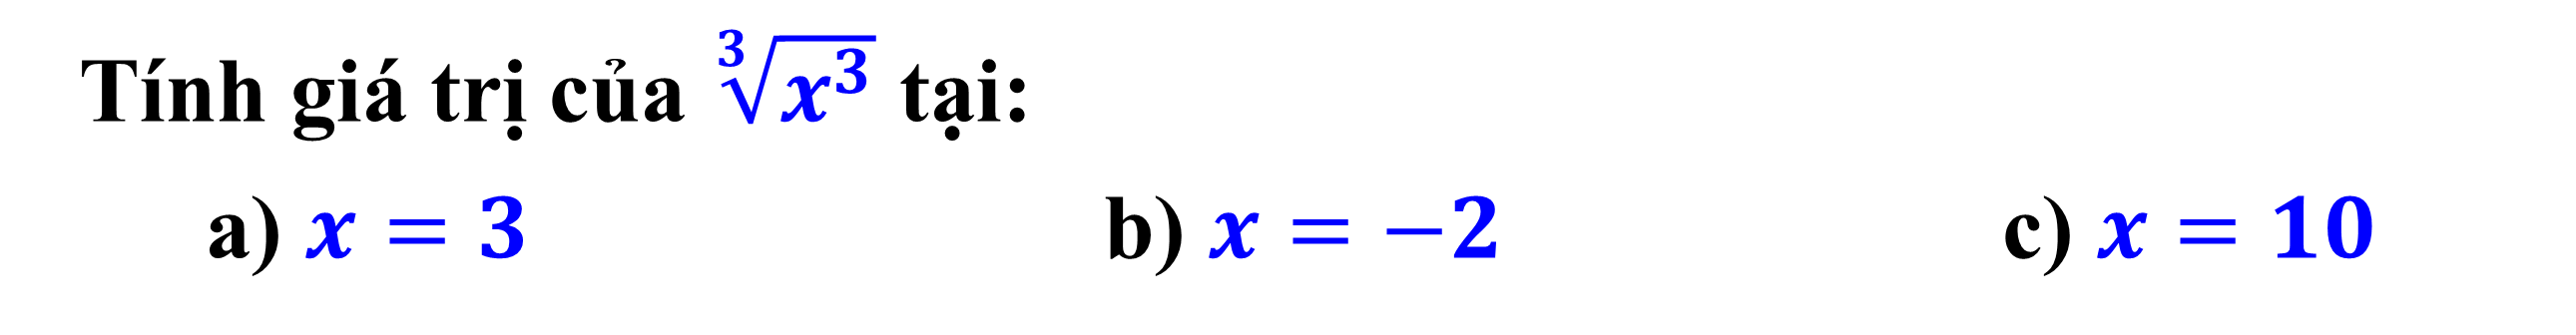 Tính giá trị của ∛x³ tại:
a) x = 3 b) x = −2 c) x = 10